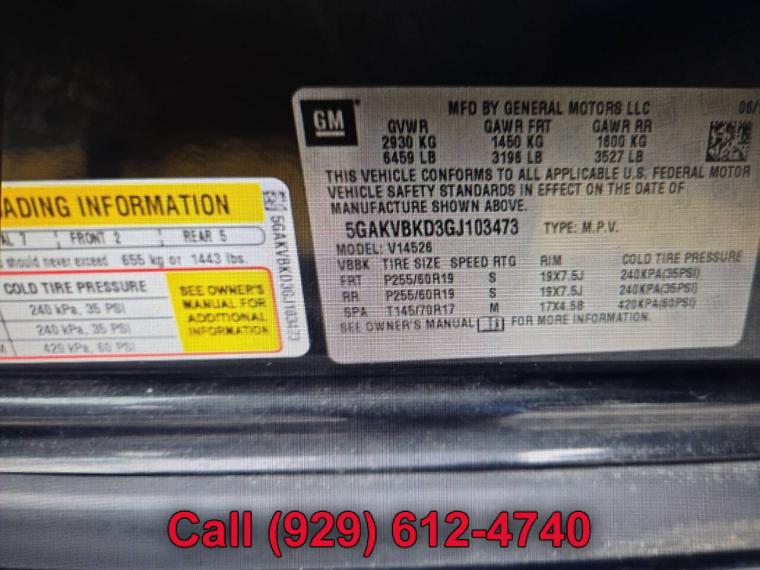 ADING INFORMATION
AL 7 FRONT 2 REAR 5
should never exceed 655 kg or 1443 lbs.
COLD TIRE PRESSURE
240 kPa, 35 PSI
240 kPa, 35 PSI
420 kPa, 60 PSI
SEE OWNER'S
MANUAL FOR
ADDITIONAL
INFORMATION
5GAKVBKD3GJ103473
GM
MFD BY GENERAL MOTORS LLC 06/
GVWR GAWR FRT GAWR RR
2930 KG 1450 KG 1600 KG
6459 LB 3196 LB 3527 LB
THIS VEHICLE CONFORMS TO ALL APPLICABLE U.S. FEDERAL MOTOR
VEHICLE SAFETY STANDARDS IN EFFECT ON THE DATE OF
MANUFACTURE SHOWN ABOVE.
5GAKVBKD3GJ103473 TYPE: M.P.V.
MODEL: V14526
VBBK TIRE SIZE SPEED RTG RIM COLD TIRE PRESSURE
FRT P255/60R19 S 19X7.5J 240KPA(35PSI)
RR P255/60R19 S 19X7.5J 240KPA(35PSI)
SPA T145/70R17 M 17X4.5B 420KPA(60PSI)
SEE OWNER'S MANUAL FOR MORE INFORMATION.
Call (929) 612-4740